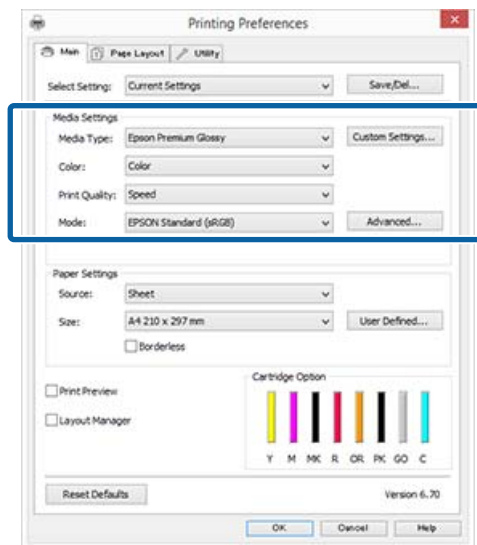 Printing Preferences
Main Page Layout Utility
Select Setting: Current Settings Save/Del...
Media Settings
Media Type: Epson Premium Glossy Custom Settings...
Color: Color
Print Quality: Speed
Mode: EPSON Standard (sRGB) Advanced...
Paper Settings
Source: Sheet
Size: A4 210 x 297 mm User Defined...
Borderless
Print Preview
Layout Manager
Cartridge Option
Y M MK R OR PK GO C
Reset Defaults Version 6.70
OK Cancel Help